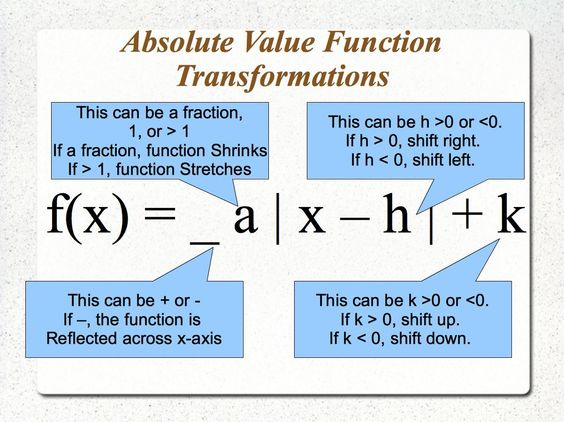 Absolute Value Function
Transformations
This can be a fraction,
1, or > 1
If a fraction, function Shrinks
If > 1, function Stretches
This can be h >0 or <0.
If h > 0, shift right.
If h < 0, shift left.
f(x) = _ a | x – h | + k
This can be + or -
If –, the function is
Reflected across x-axis
This can be k >0 or <0.
If k > 0, shift up.
If k < 0, shift down.